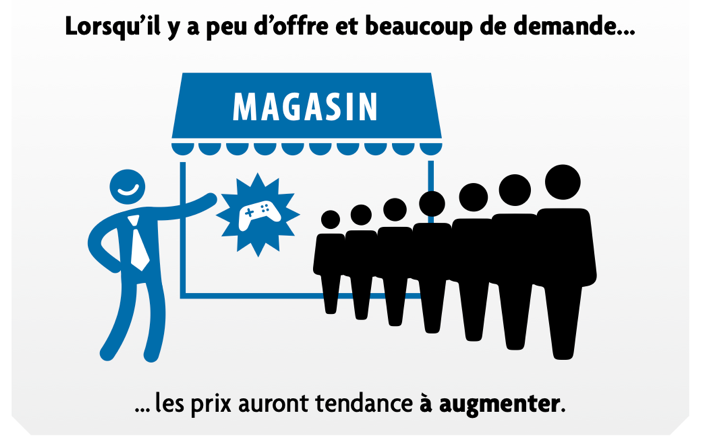 Lorsqu’il y a peu d’offre et beaucoup de demande...
MAGASIN
... les prix auront tendance à augmenter.